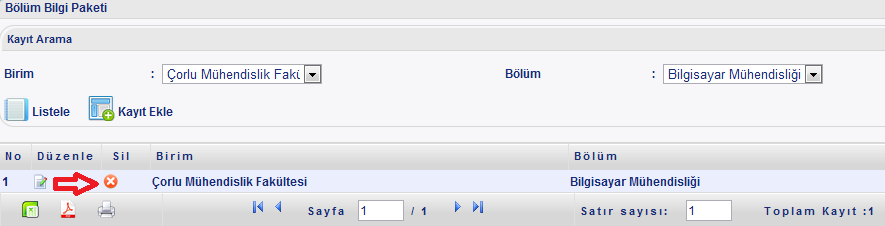 Bölüm Bilgi Paketi
Kayıt Arama
Birim : Çorlu Mühendislik Fakü Bölüm : Bilgisayar Mühendisliği
Listele Kayıt Ekle
No Düzenle Sil Birim Bölüm
1 Çorlu Mühendislik Fakültesi Bilgisayar Mühendisliği
Sayfa 1 / 1 Satır sayısı: 1 Toplam Kayıt :1